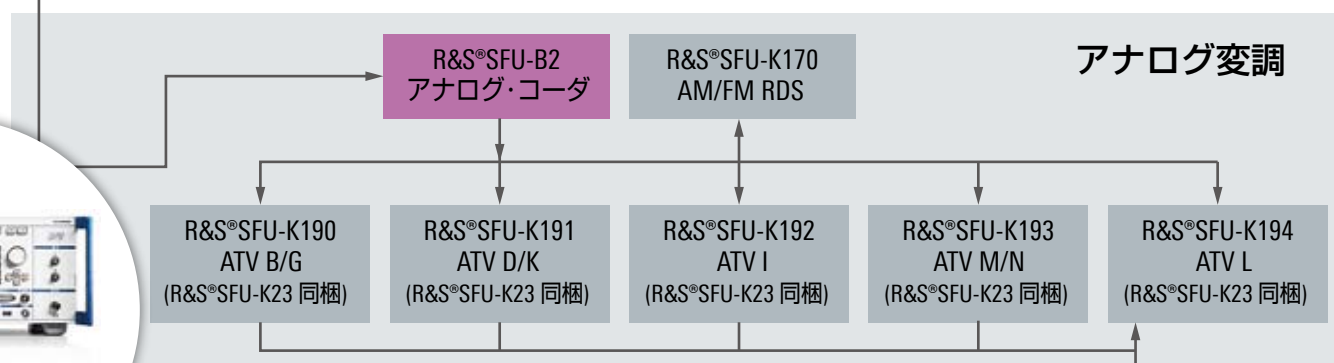 アナログ変調
R&S®SFU-B2
アナログ・コーダ
R&S®SFU-K170
AM/FM RDS
R&S®SFU-K190
ATV B/G
(R&S®SFU-K23 同梱)
R&S®SFU-K191
ATV D/K
(R&S®SFU-K23 同梱)
R&S®SFU-K192
ATV I
(R&S®SFU-K23 同梱)
R&S®SFU-K193
ATV M/N
(R&S®SFU-K23 同梱)
R&S®SFU-K194
ATV L
(R&S®SFU-K23 同梱)